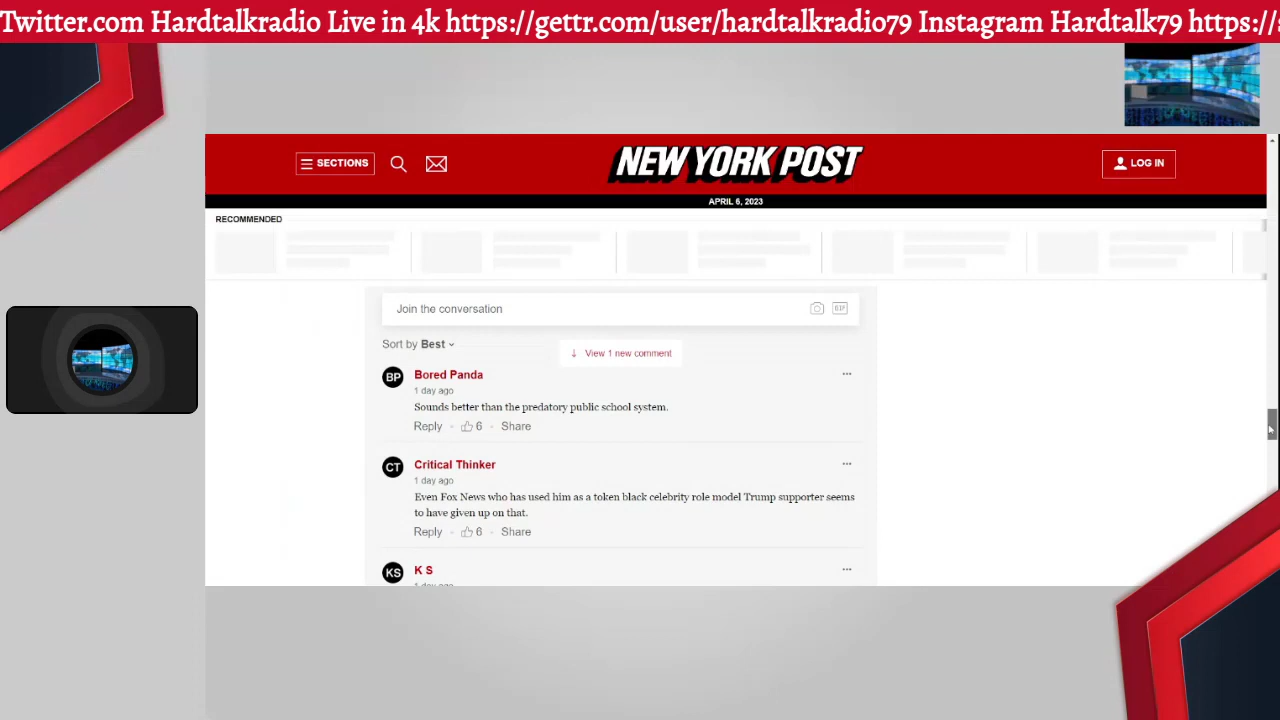 Twitter.com Hardtalkradio Live in 4k https://gettr.com/user/hardtalkradio79 Instagram Hardtalk79 https://
SECTIONS
NEW YORK POST
LOG IN
APRIL 6, 2023
RECOMMENDED
Join the conversation
GIF
Sort by Best
View 1 new comment
BP Bored Panda
1 day ago
Sounds better than the predatory public school system.
Reply 6 Share
CT Critical Thinker
1 day ago
Even Fox News who has used him as a token black celebrity role model Trump supporter seems
to have given up on that.
Reply 6 Share
KS K S
1 day ago